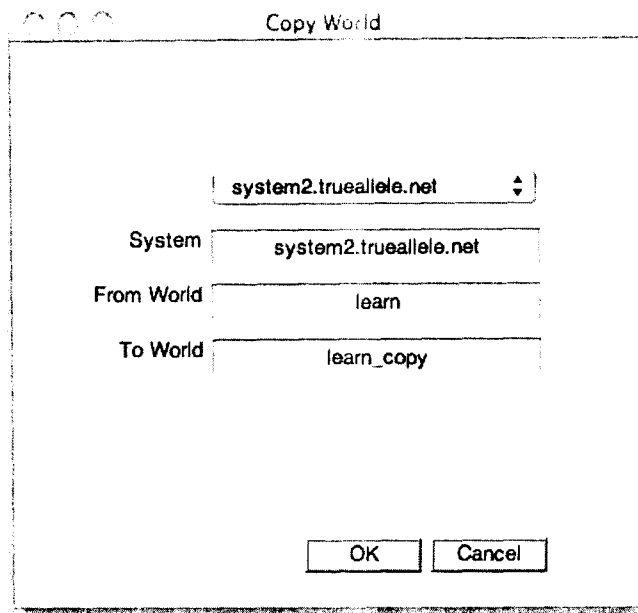 Copy World
system2.trueallele.net
System system2.trueallele.net
From World learn
To World learn_copy
OK Cancel